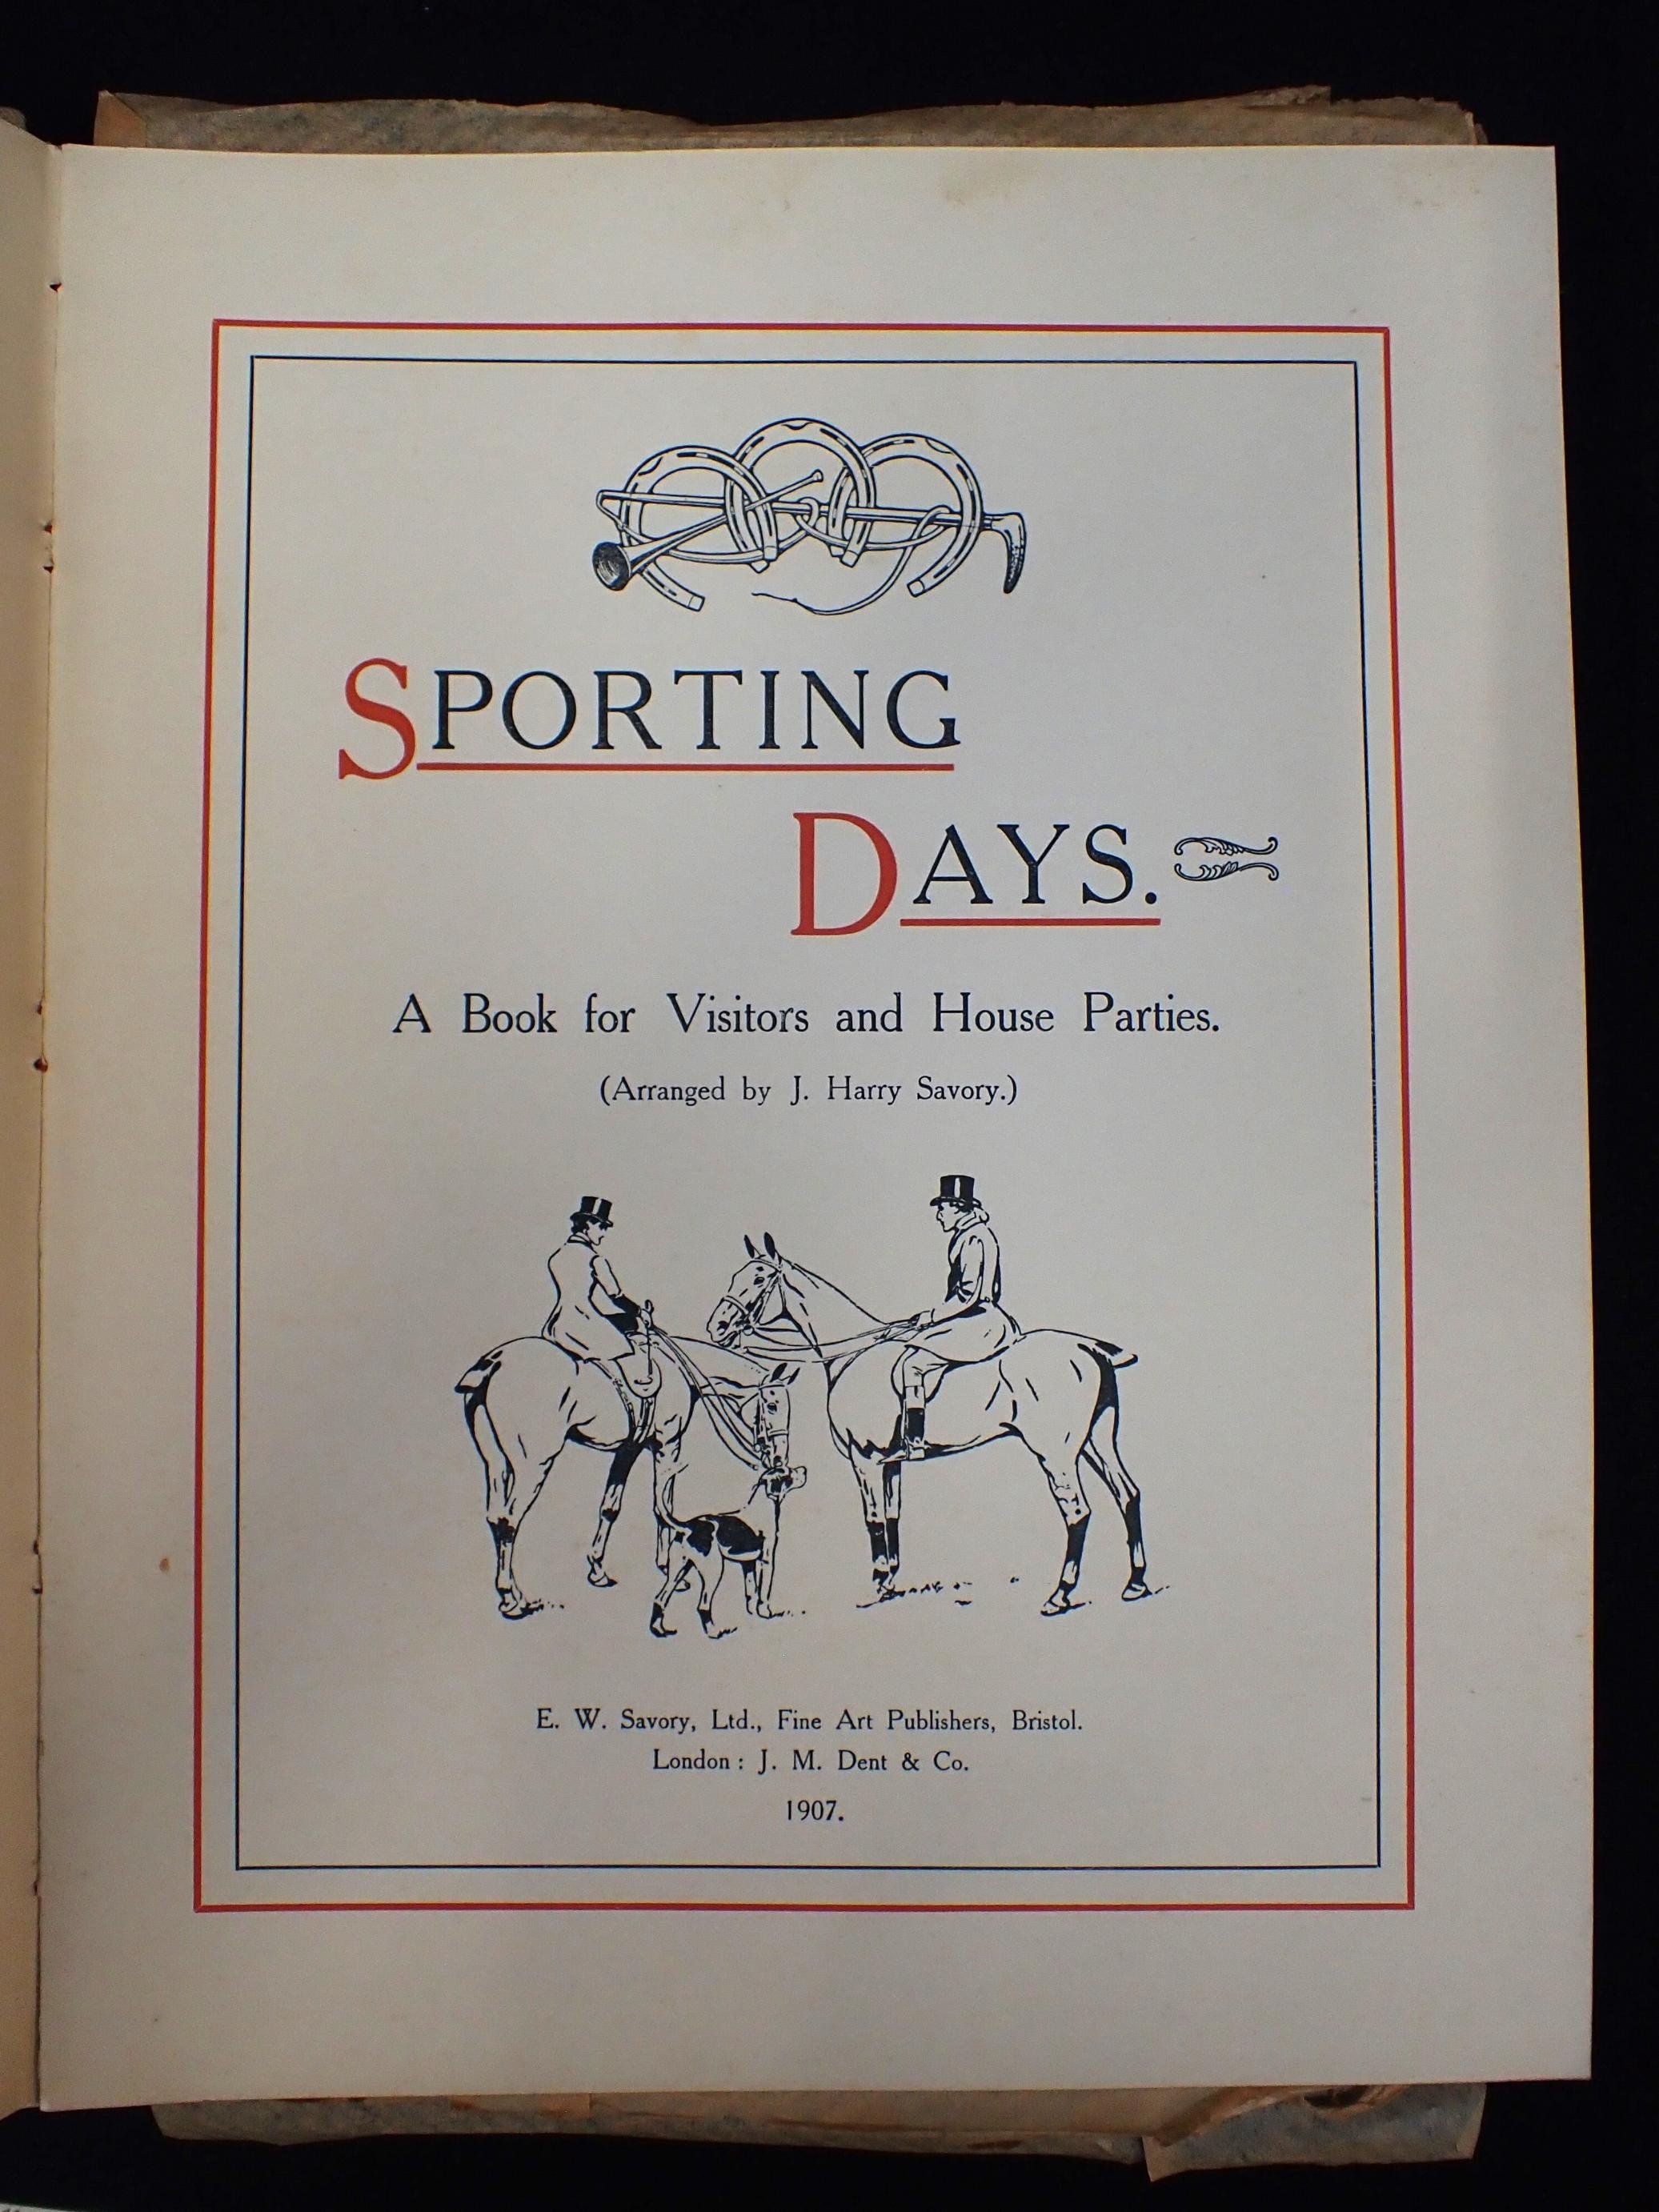 SPORTING
DAYS.
A Book for Visitors and House Parties.
(Arranged by J. Harry Savory.)
E. W. Savory, Ltd., Fine Art Publishers, Bristol.
London: J. M. Dent & Co.
1907.